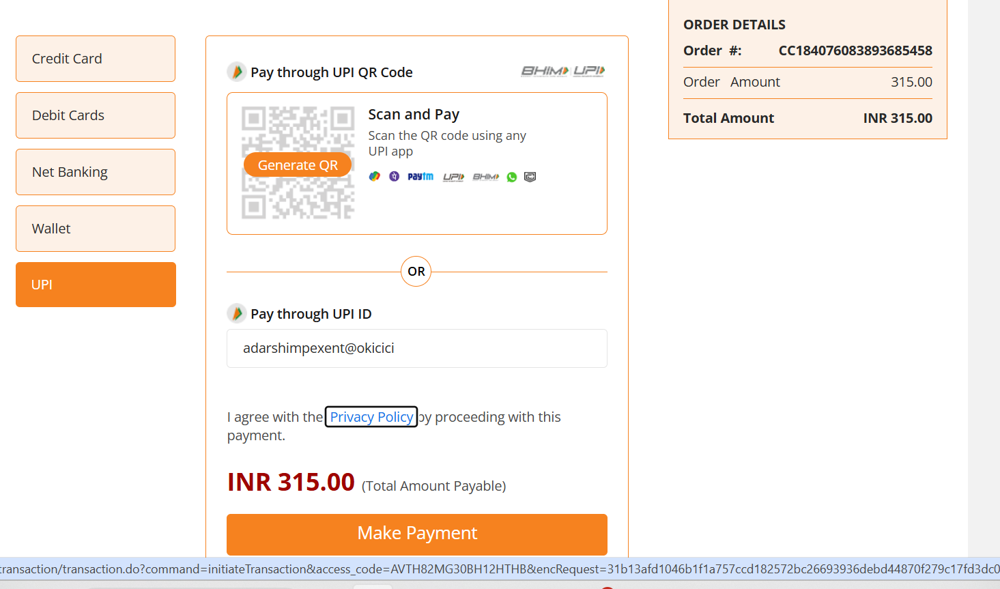 Credit Card
Debit Cards
Net Banking
Wallet
UPI
Pay through UPI QR Code
BHIM UPI
Generate QR
Scan and Pay
Scan the QR code using any
UPI app
Paytm UPI BHIM
OR
Pay through UPI ID
adarshimpexent@okicici
I agree with the Privacy Policy by proceeding with this
payment.
INR 315.00 (Total Amount Payable)
Make Payment
ORDER DETAILS
Order #: CC184076083893685458
Order Amount 315.00
Total Amount INR 315.00
transaction/transaction.do?command=initiateTransaction&access_code=AVTH82MG30BH12HTHB&encRequest=31b13afd1046b1f1a757ccd182572bc26693936debd44870f279c17fd3dc0